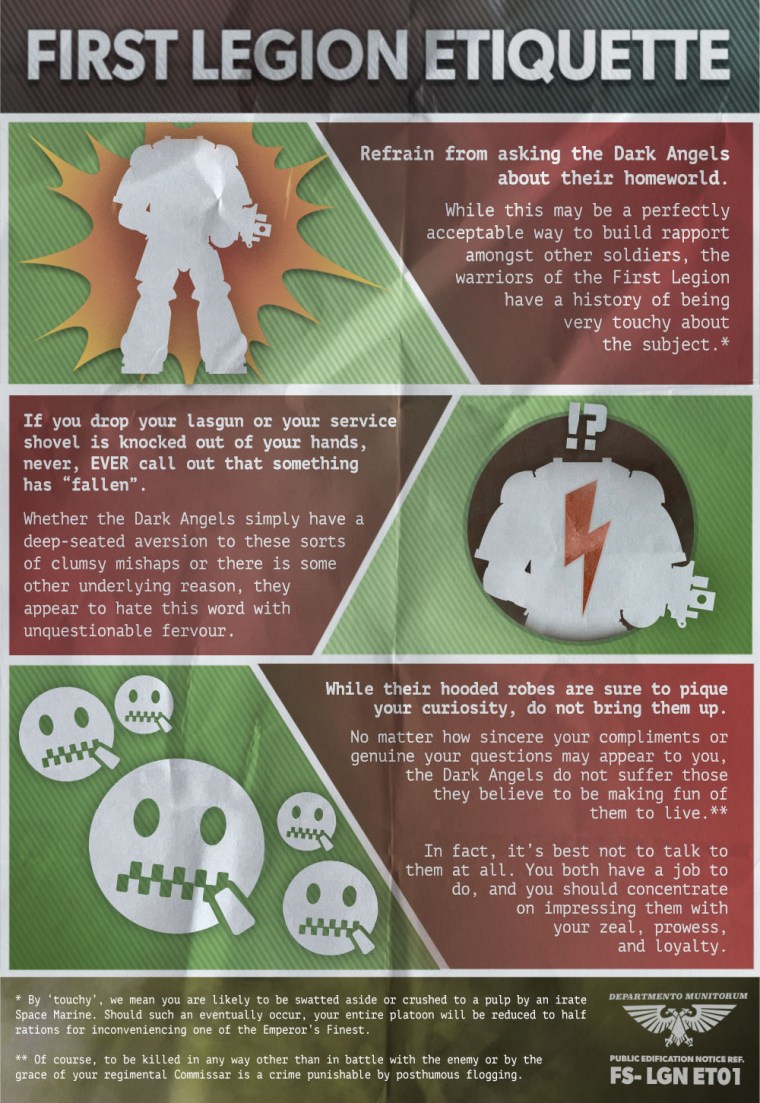 FIRST LEGION ETIQUETTE
Refrain from asking the Dark Angels
about their homeworld.
While this may be a perfectly
acceptable way to build rapport
amongst other soldiers, the
warriors of the First Legion
have a history of being
very touchy about
the subject.*
If you drop your lasgun or your service
shovel is knocked out of your hands,
never, EVER call out that something
has “fallen”.
Whether the Dark Angels simply have a
deep-seated aversion to these sorts
of clumsy mishaps or there is some
other underlying reason, they
appear to hate this word with
unquestionable fervour.
!?
While their hooded robes are sure to pique
your curiosity, do not bring them up.
No matter how sincere your compliments or
genuine your questions may appear to you,
the Dark Angels do not suffer those
they believe to be making fun of
them to live.**
In fact, it’s best not to talk to
them at all. You both have a job to
do, and you should concentrate
on impressing them with
your zeal, prowess,
and loyalty.
* By ‘touchy’, we mean you are likely to be swatted aside or crushed to a pulp by an irate
Space Marine. Should such an eventually occur, your entire platoon will be reduced to half
rations for inconveniencing one of the Emperor’s Finest.
** Of course, to be killed in any way other than in battle with the enemy or by the
grace of your regimental Commissar is a crime punishable by posthumous flogging.
DEPARTMENTO MUNITORUM
PUBLIC EDIFICATION NOTICE REF.
FS- LGN ET01